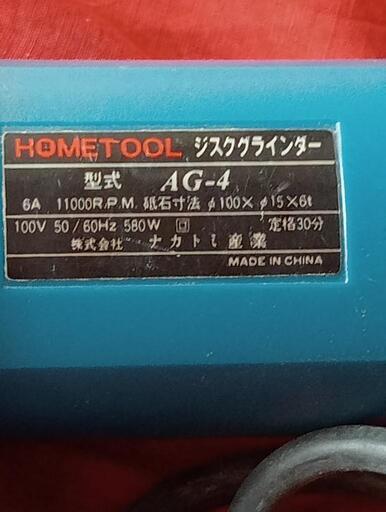 HOMETOOL ジスクグラインダー
型式 AG-4
6A 11000R.P.M. 砥石寸法 φ100×φ15×6t
100V 50/60Hz 580W 回 定格30分
株式会社 ナカトミ産業
MADE IN CHINA